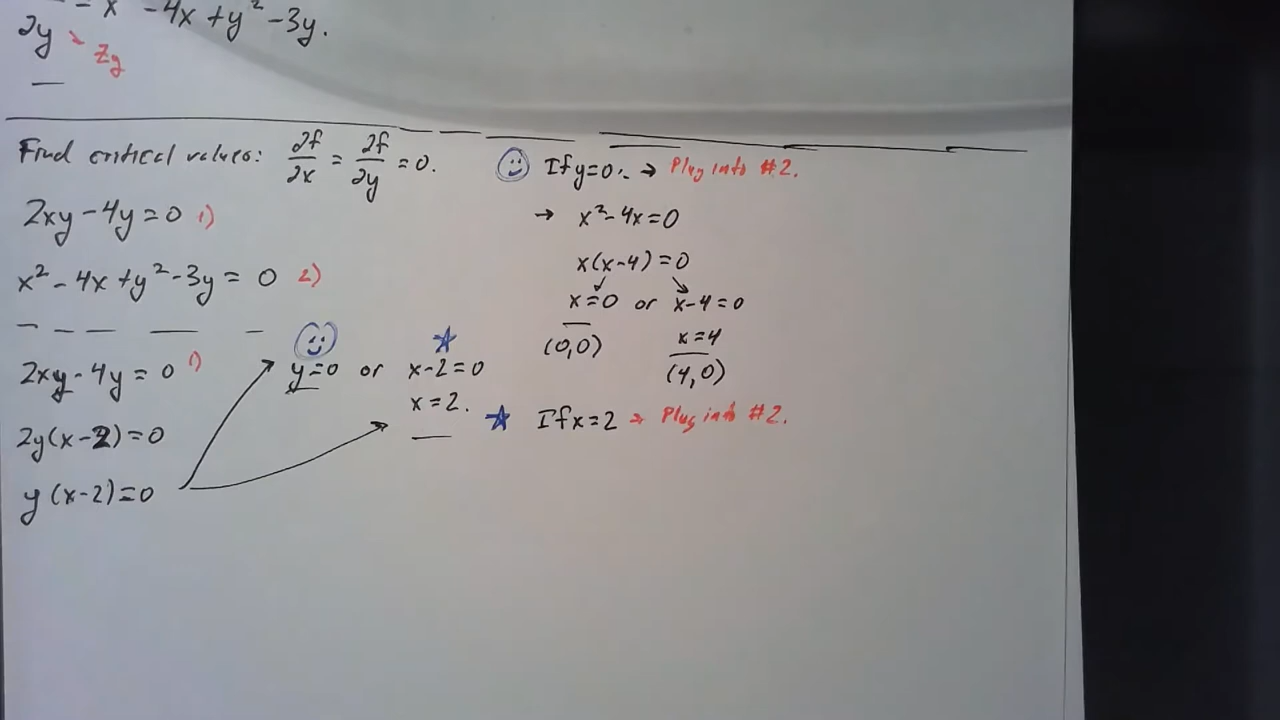 ∂y = x² - 4x + y² - 3y.
→ zy
Find critical values: ∂f/∂x = ∂f/∂y = 0.
2xy - 4y = 0 1)
x² - 4x + y² - 3y = 0 2)
2xy - 4y = 0 1)
2y(x-2) = 0
y(x-2) = 0
y = 0 or x-2 = 0
x = 2.
If y = 0 → Plug into #2.
→ x² - 4x = 0
x(x-4) = 0
x = 0 or x-4 = 0
x = 4
(0,0)
(4,0)
If x = 2 → Plug into #2.